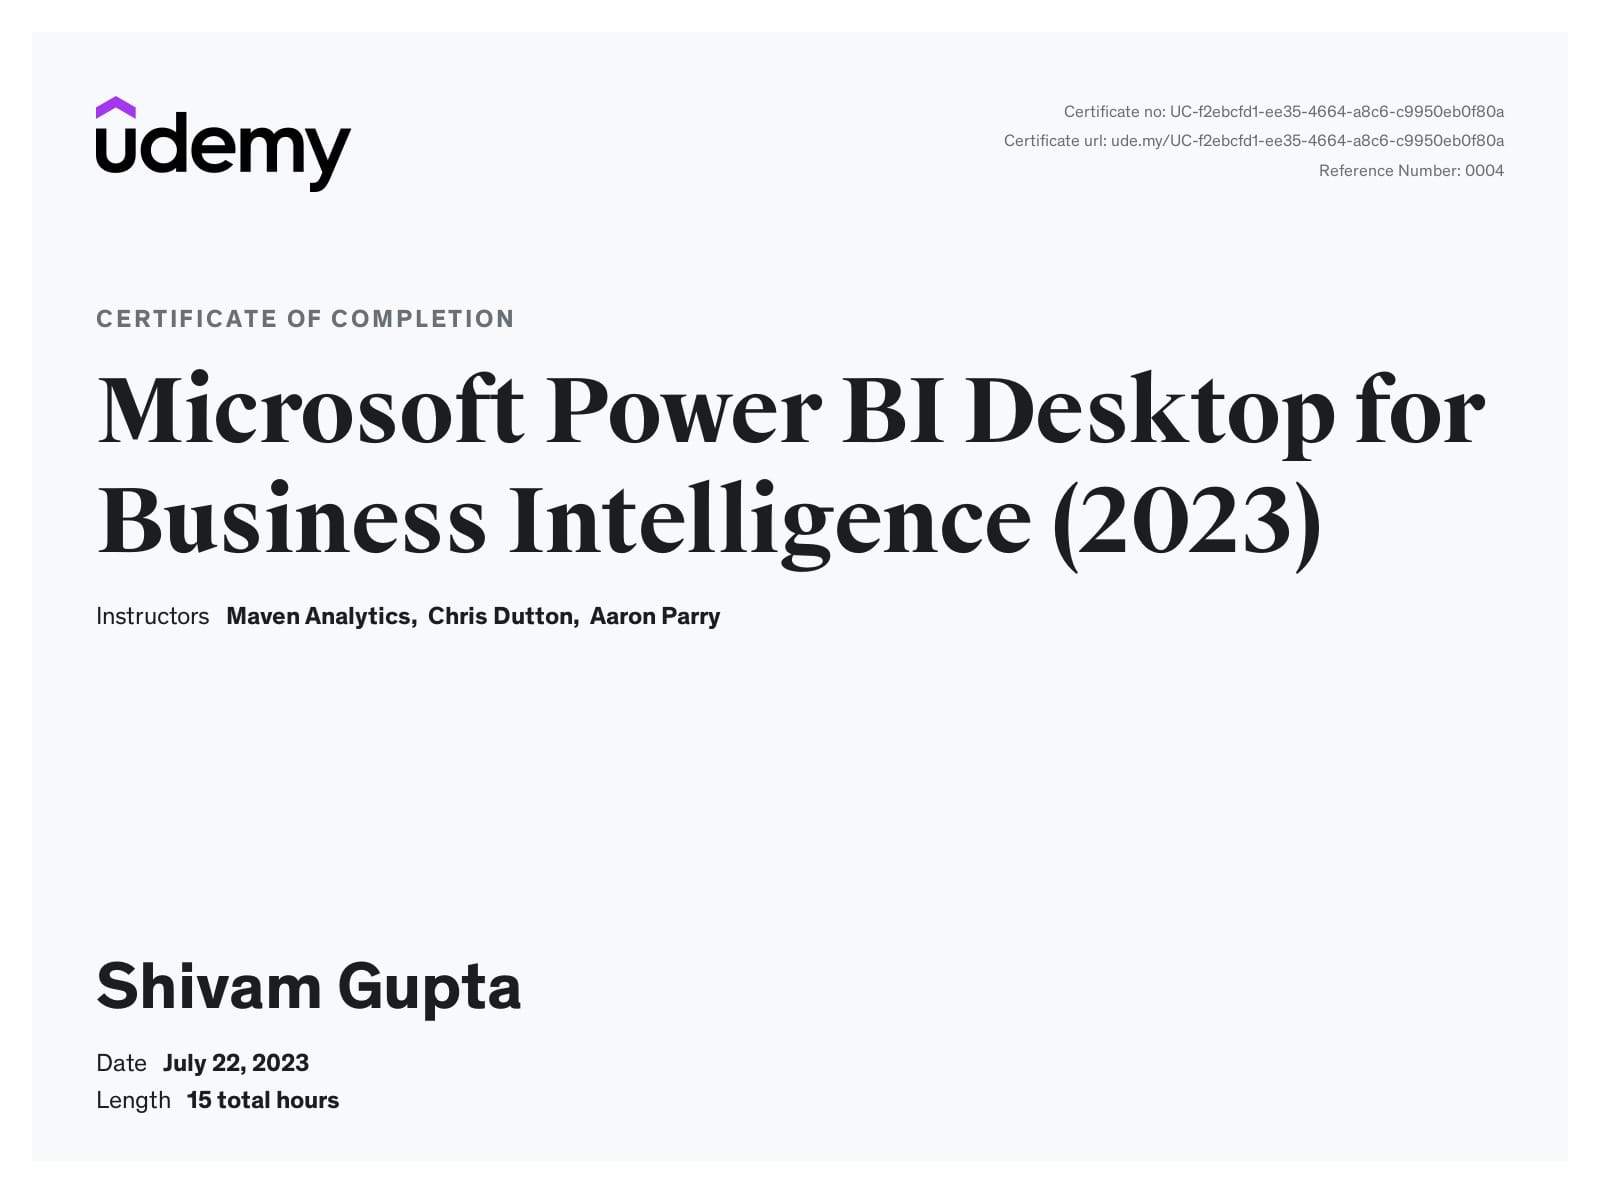 udemy
Certificate no: UC-f2ebcfd1-ee35-4664-a8c6-c9950eb0f80a
Certificate url: ude.my/UC-f2ebcfd1-ee35-4664-a8c6-c9950eb0f80a
Reference Number: 0004
CERTIFICATE OF COMPLETION
Microsoft Power BI Desktop for
Business Intelligence (2023)
Instructors Maven Analytics, Chris Dutton, Aaron Parry
Shivam Gupta
Date July 22, 2023
Length 15 total hours